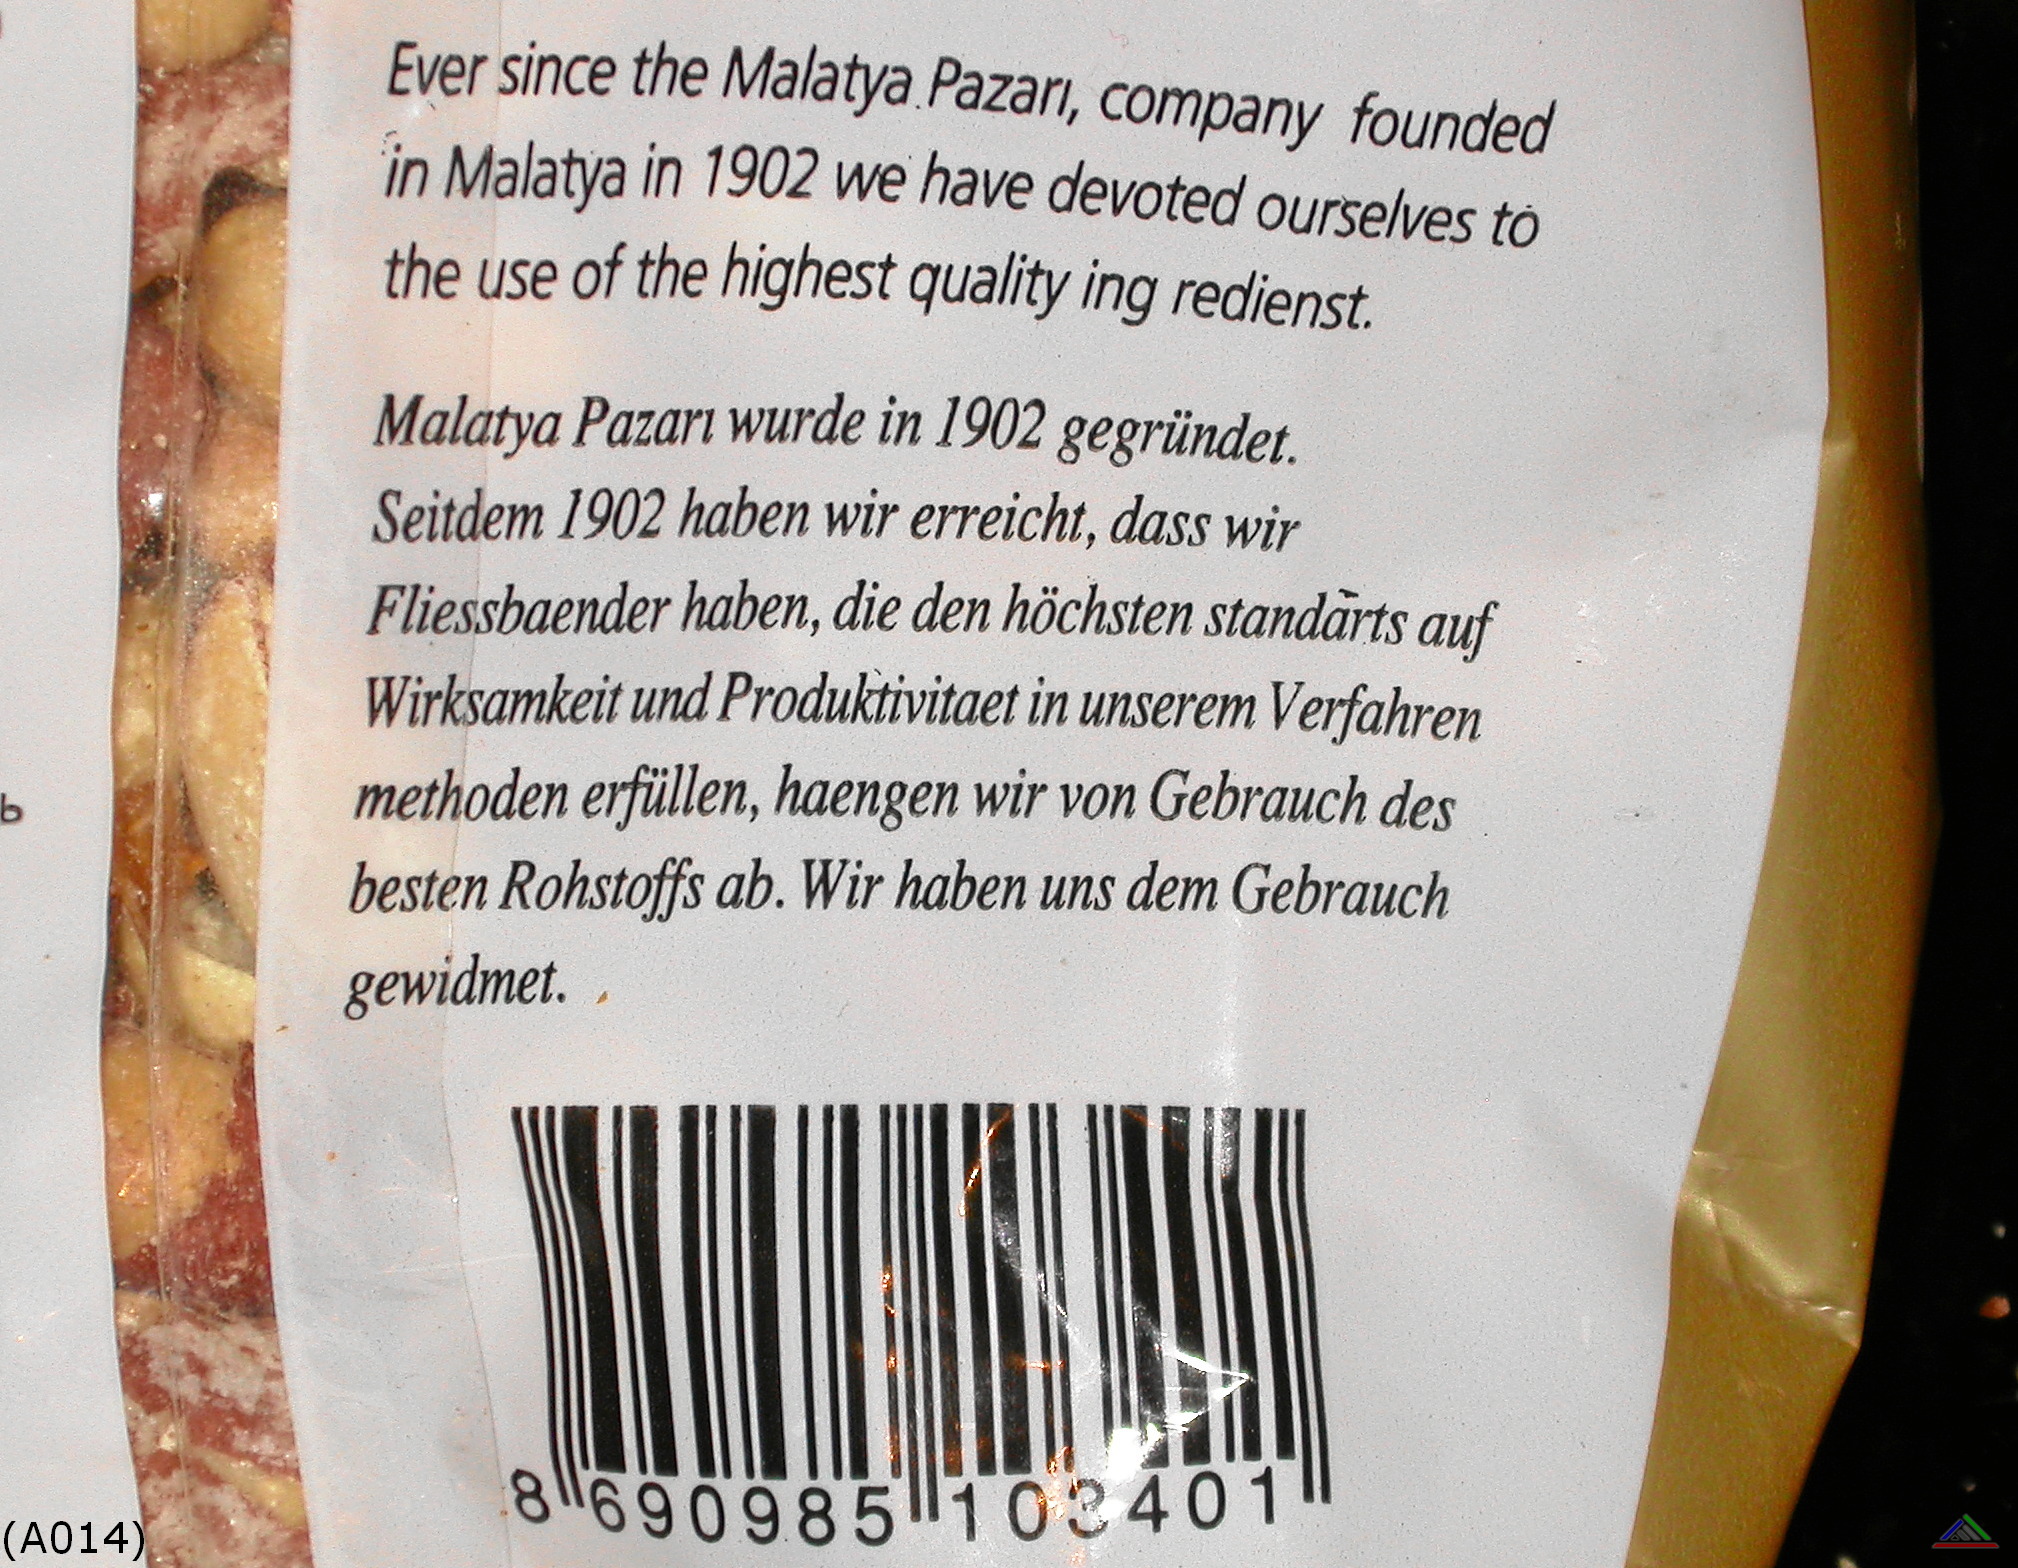 Ever since the Malatya Pazarı, company founded
in Malatya in 1902 we have devoted ourselves to
the use of the highest quality ing redienst.
Malatya Pazarı wurde in 1902 gegründet.
Seitdem 1902 haben wir erreicht, dass wir
Fliessbaender haben, die den höchsten standarts auf
Wirksamkeit und Produktivitaet in unserem Verfahren
methoden erfüllen, haengen wir von Gebrauch des
besten Rohstoffs ab. Wir haben uns dem Gebrauch
gewidmet.
b
8 690985 103401
(A014)